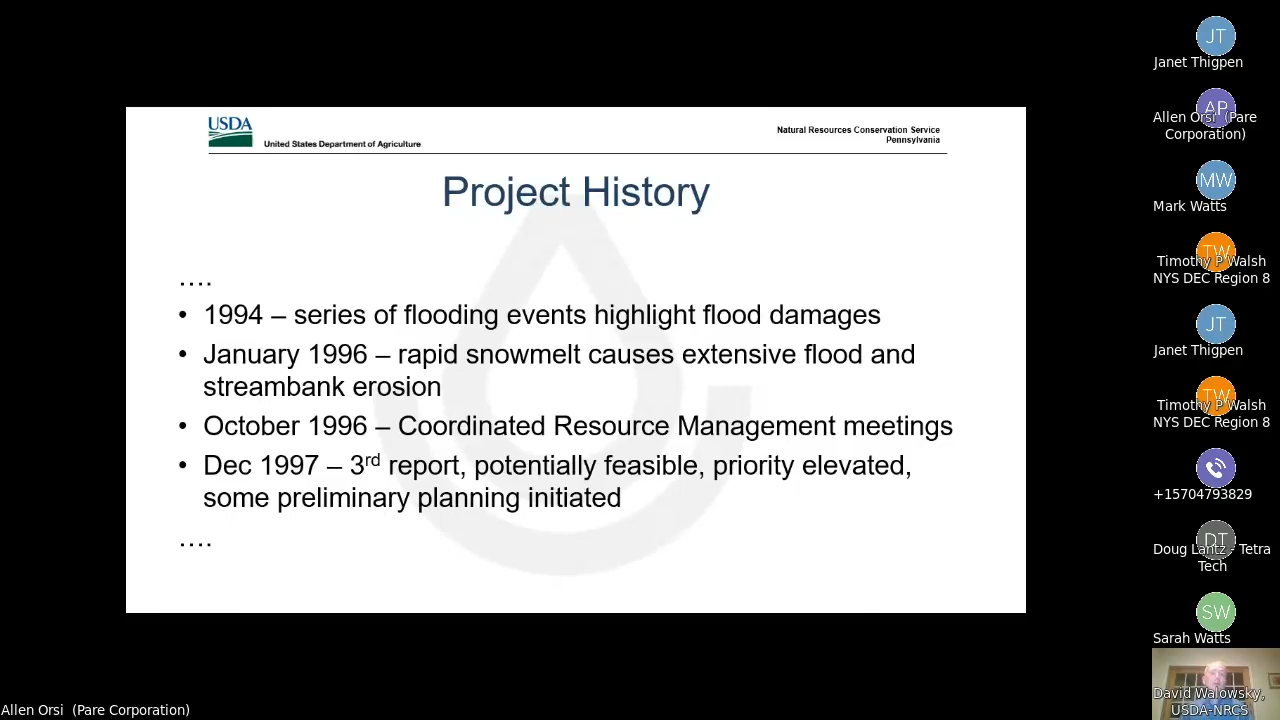 USDA
United States Department of Agriculture
Natural Resources Conservation Service
Pennsylvania
Project History
....
• 1994 – series of flooding events highlight flood damages
• January 1996 – rapid snowmelt causes extensive flood and
streambank erosion
• October 1996 – Coordinated Resource Management meetings
• Dec 1997 – 3rd report, potentially feasible, priority elevated,
some preliminary planning initiated
....
JT
Janet Thigpen
AP
Allen Orsi (Pare
Corporation)
MW
Mark Watts
TW
Timothy P Walsh
NYS DEC Region 8
JT
Janet Thigpen
TW
Timothy P Walsh
NYS DEC Region 8
+15704793829
DT
Doug Lantz - Tetra
Tech
SW
Sarah Watts
David Walowsky,
USDA-NRCS
Allen Orsi (Pare Corporation)